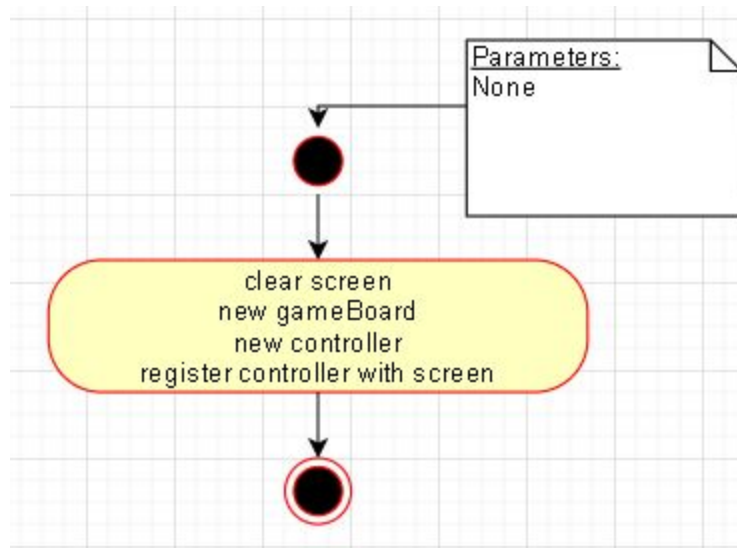 Parameters:
None
clear screen
new gameBoard
new controller
register controller with screen